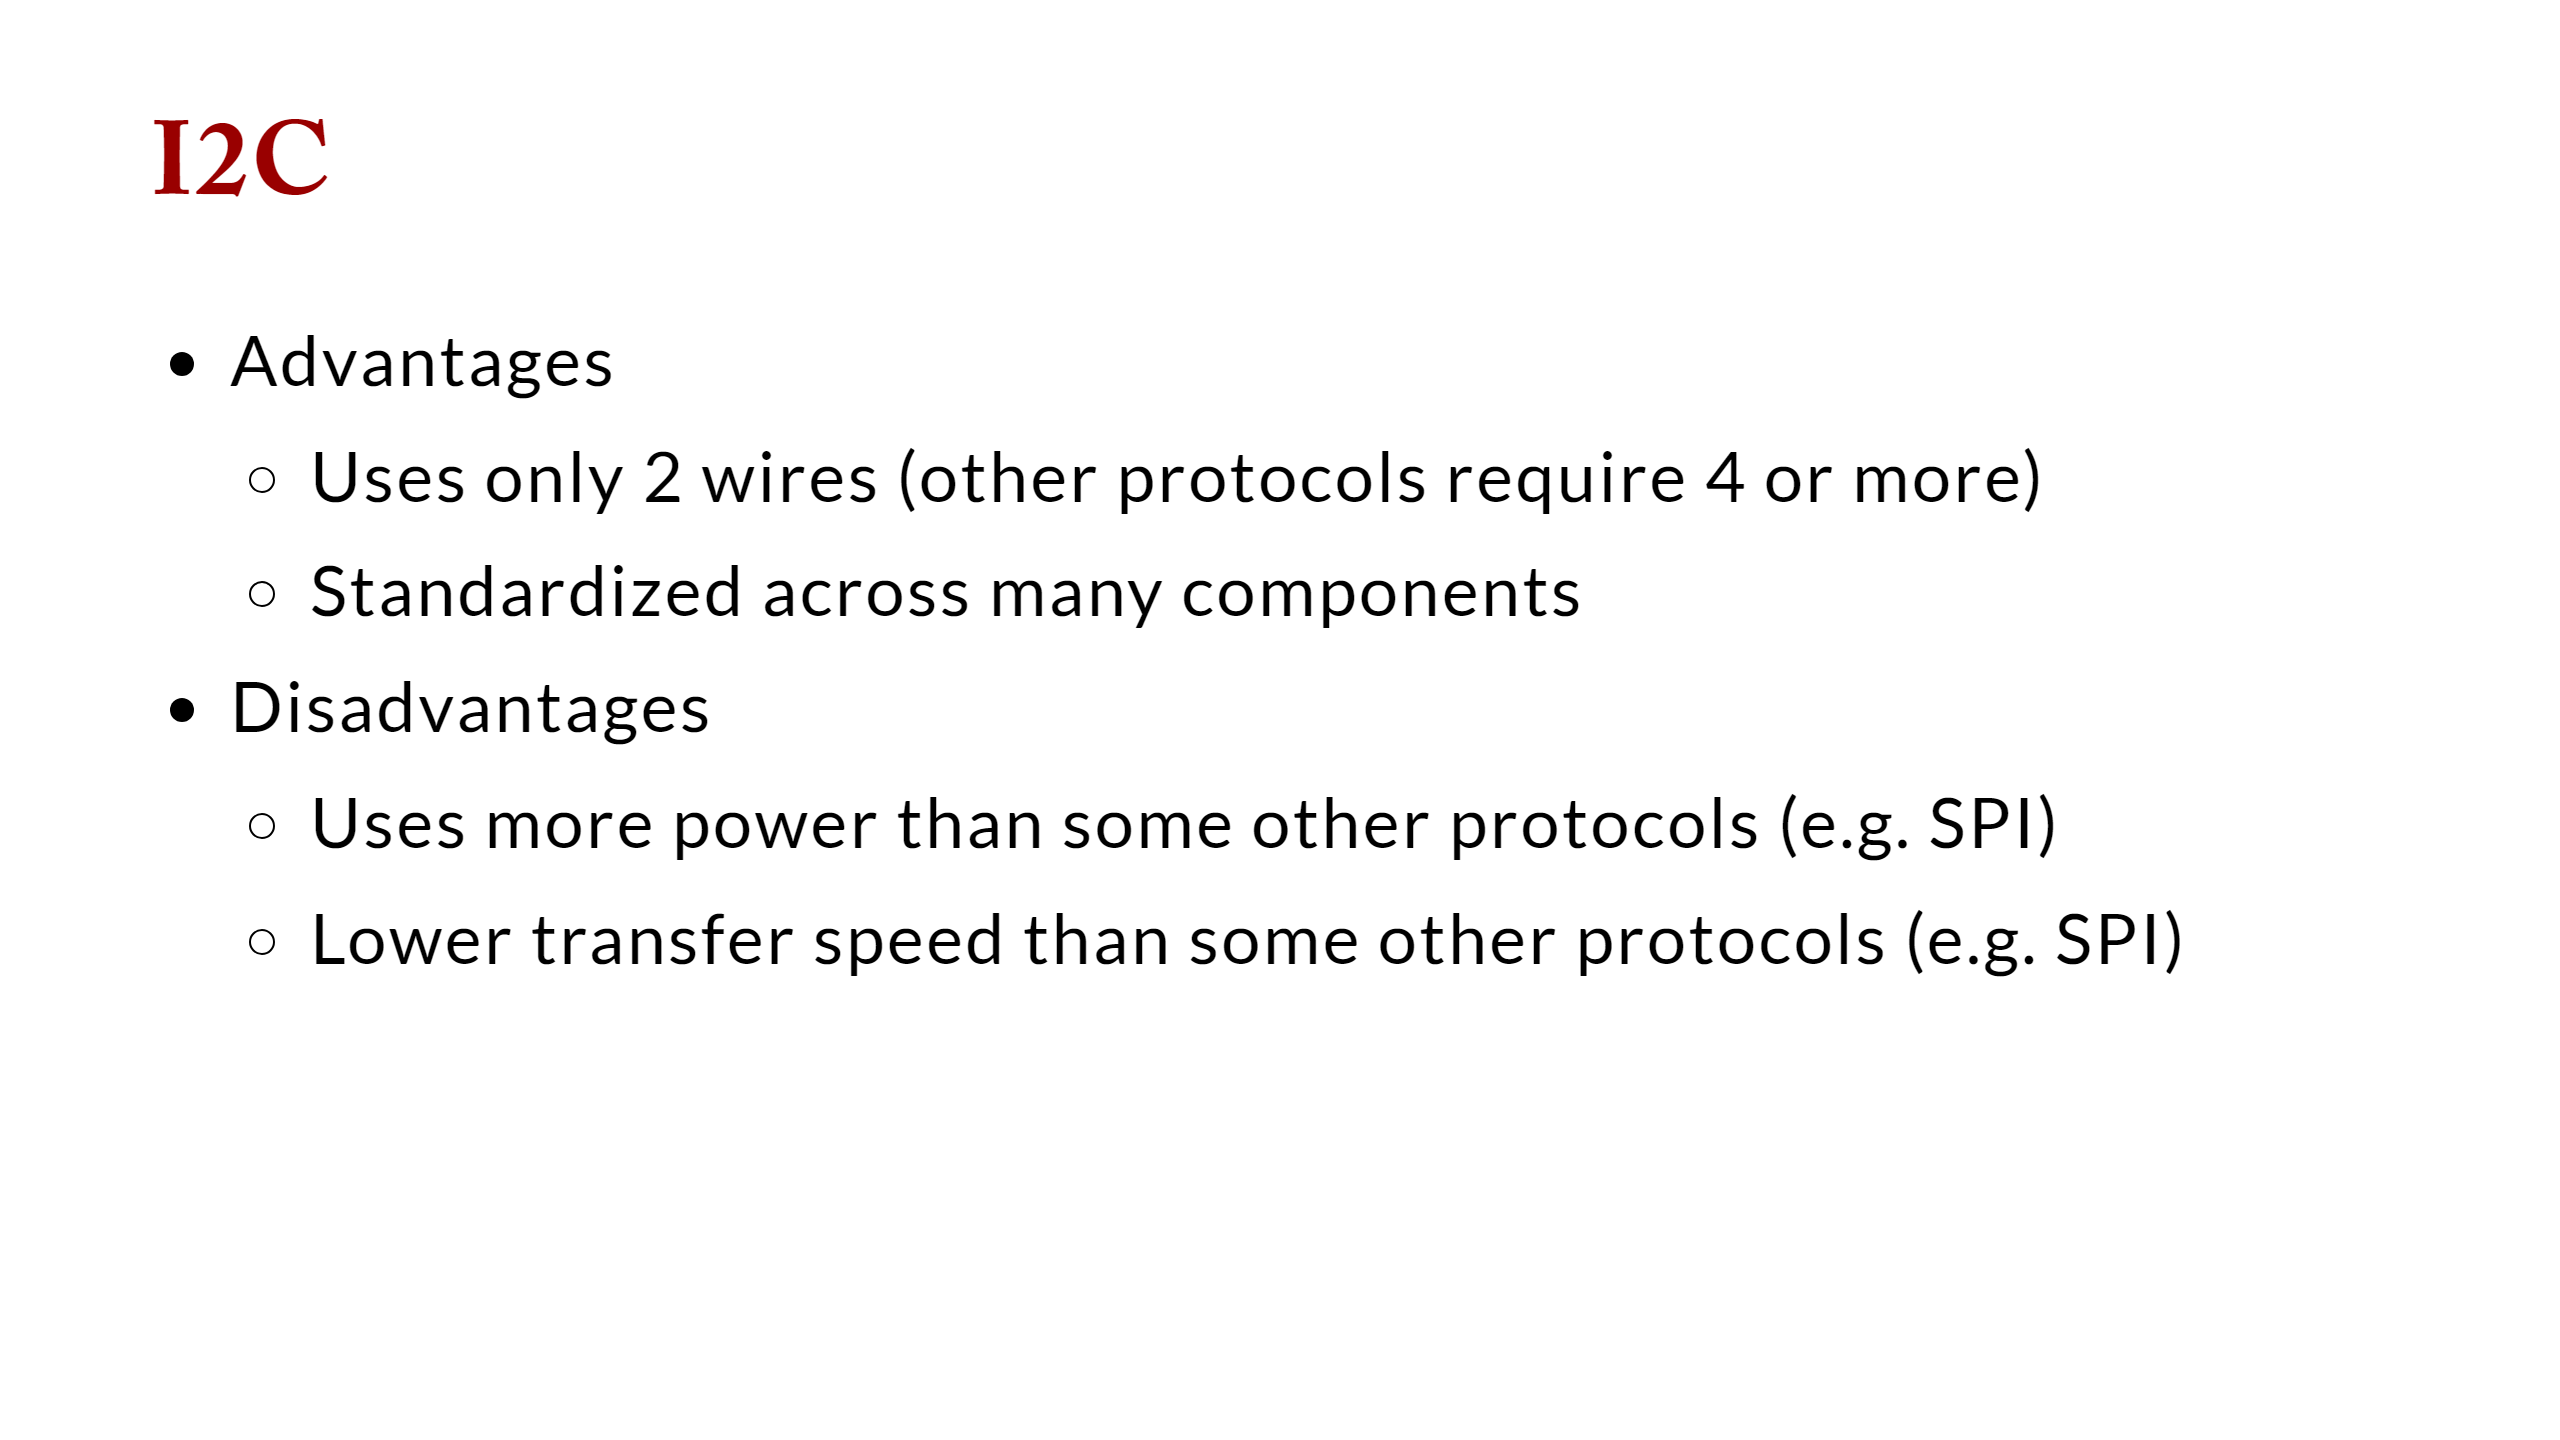 I2C
• Advantages
○ Uses only 2 wires (other protocols require 4 or more)
○ Standardized across many components
• Disadvantages
○ Uses more power than some other protocols (e.g. SPI)
○ Lower transfer speed than some other protocols (e.g. SPI)